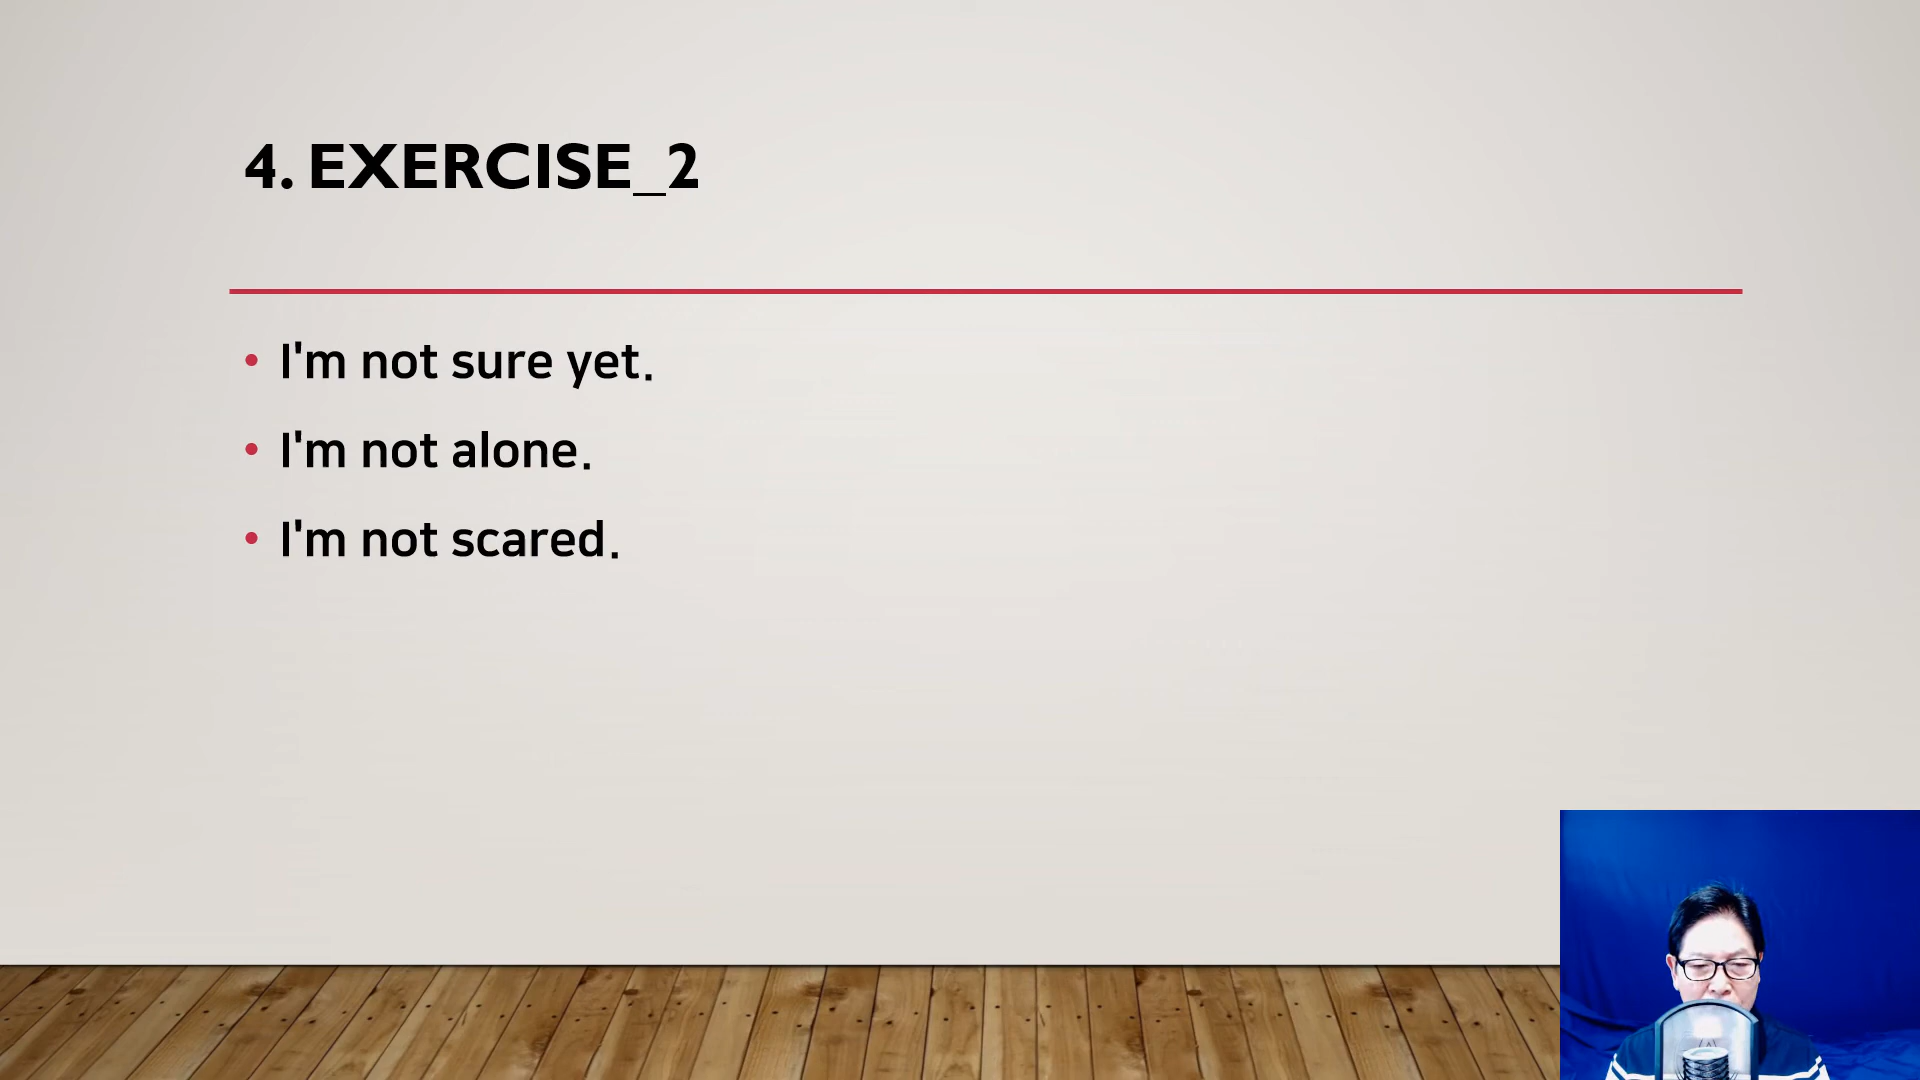 4. EXERCISE_2
• I'm not sure yet.
• I'm not alone.
• I'm not scared.